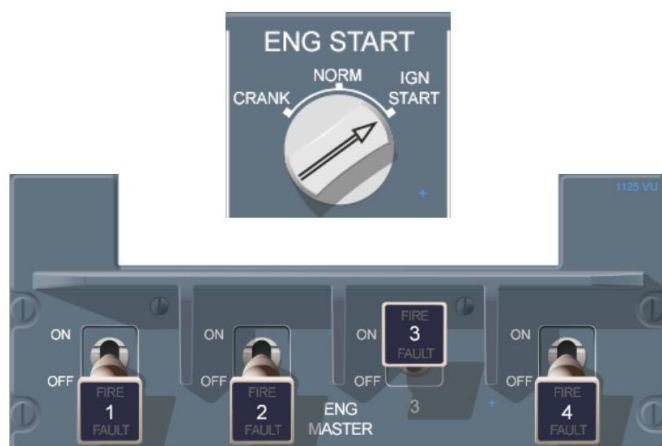 ENG START
NORM
IGN
CRANK
START
1125 VU
ON
OFF
FIRE
1
FAULT
ON
OFF
FIRE
2
FAULT
ENG
MASTER
ON
OFF
FIRE
3
FAULT
3
ON
OFF
FIRE
4
FAULT